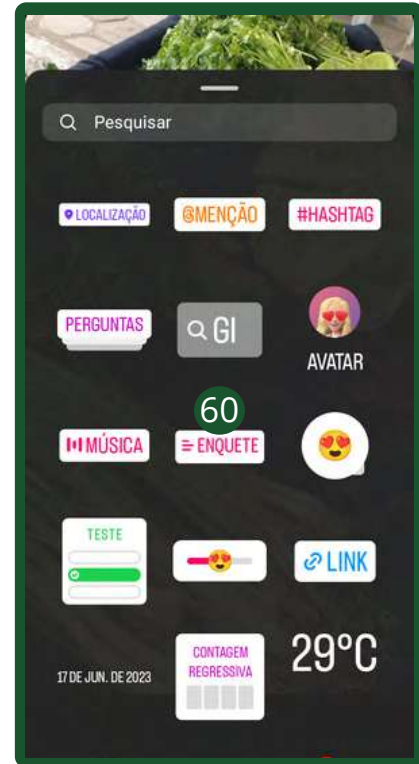 Pesquisar
LOCALIZAÇÃO
@MENÇÃO
#HASHTAG
PERGUNTAS
GI
AVATAR
60
MÚSICA
ENQUETE
TESTE
LINK
17 DE JUN. DE 2023
CONTAGEM
REGRESSIVA
29°C